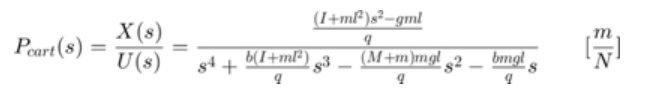 P_{cart}(s) = \frac{X(s)}{U(s)} = \frac{\frac{(I+ml^2)s^2-gml}{q}}{s^4+\frac{b(I+ml^2)}{q}s^3-\frac{(M+m)mgl}{q}s^2-\frac{bmgl}{q}s} \quad [\frac{m}{N}]